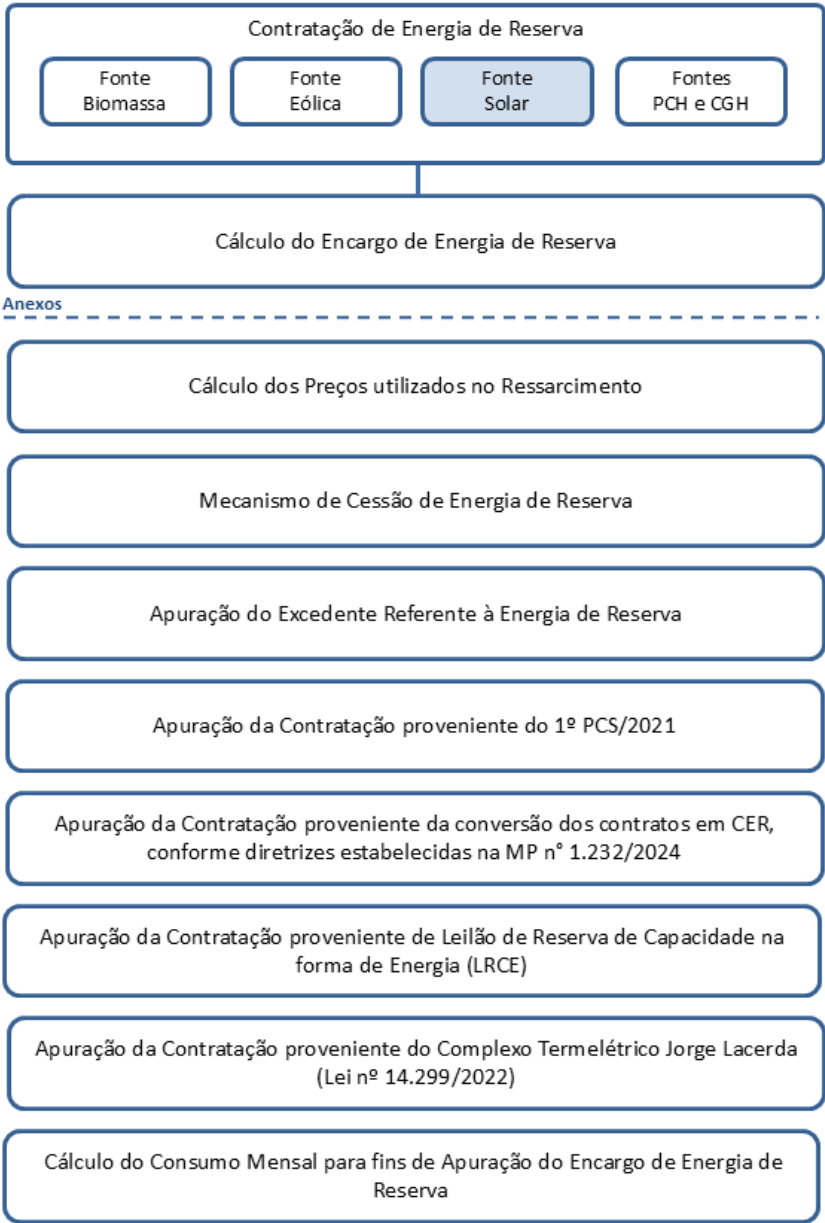 Contratação de Energia de Reserva
Fonte
Biomassa
Fonte
Eólica
Fonte
Solar
Fontes
PCH e CGH
Cálculo do Encargo de Energia de Reserva
Anexos
Cálculo dos Preços utilizados no Ressarcimento
Mecanismo de Cessão de Energia de Reserva
Apuração do Excedente Referente à Energia de Reserva
Apuração da Contratação proveniente do 1º PCS/2021
Apuração da Contratação proveniente da conversão dos contratos em CER,
conforme diretrizes estabelecidas na MP n° 1.232/2024
Apuração da Contratação proveniente de Leilão de Reserva de Capacidade na
forma de Energia (LRCE)
Apuração da Contratação proveniente do Complexo Termelétrico Jorge Lacerda
(Lei nº 14.299/2022)
Cálculo do Consumo Mensal para fins de Apuração do Encargo de Energia de
Reserva